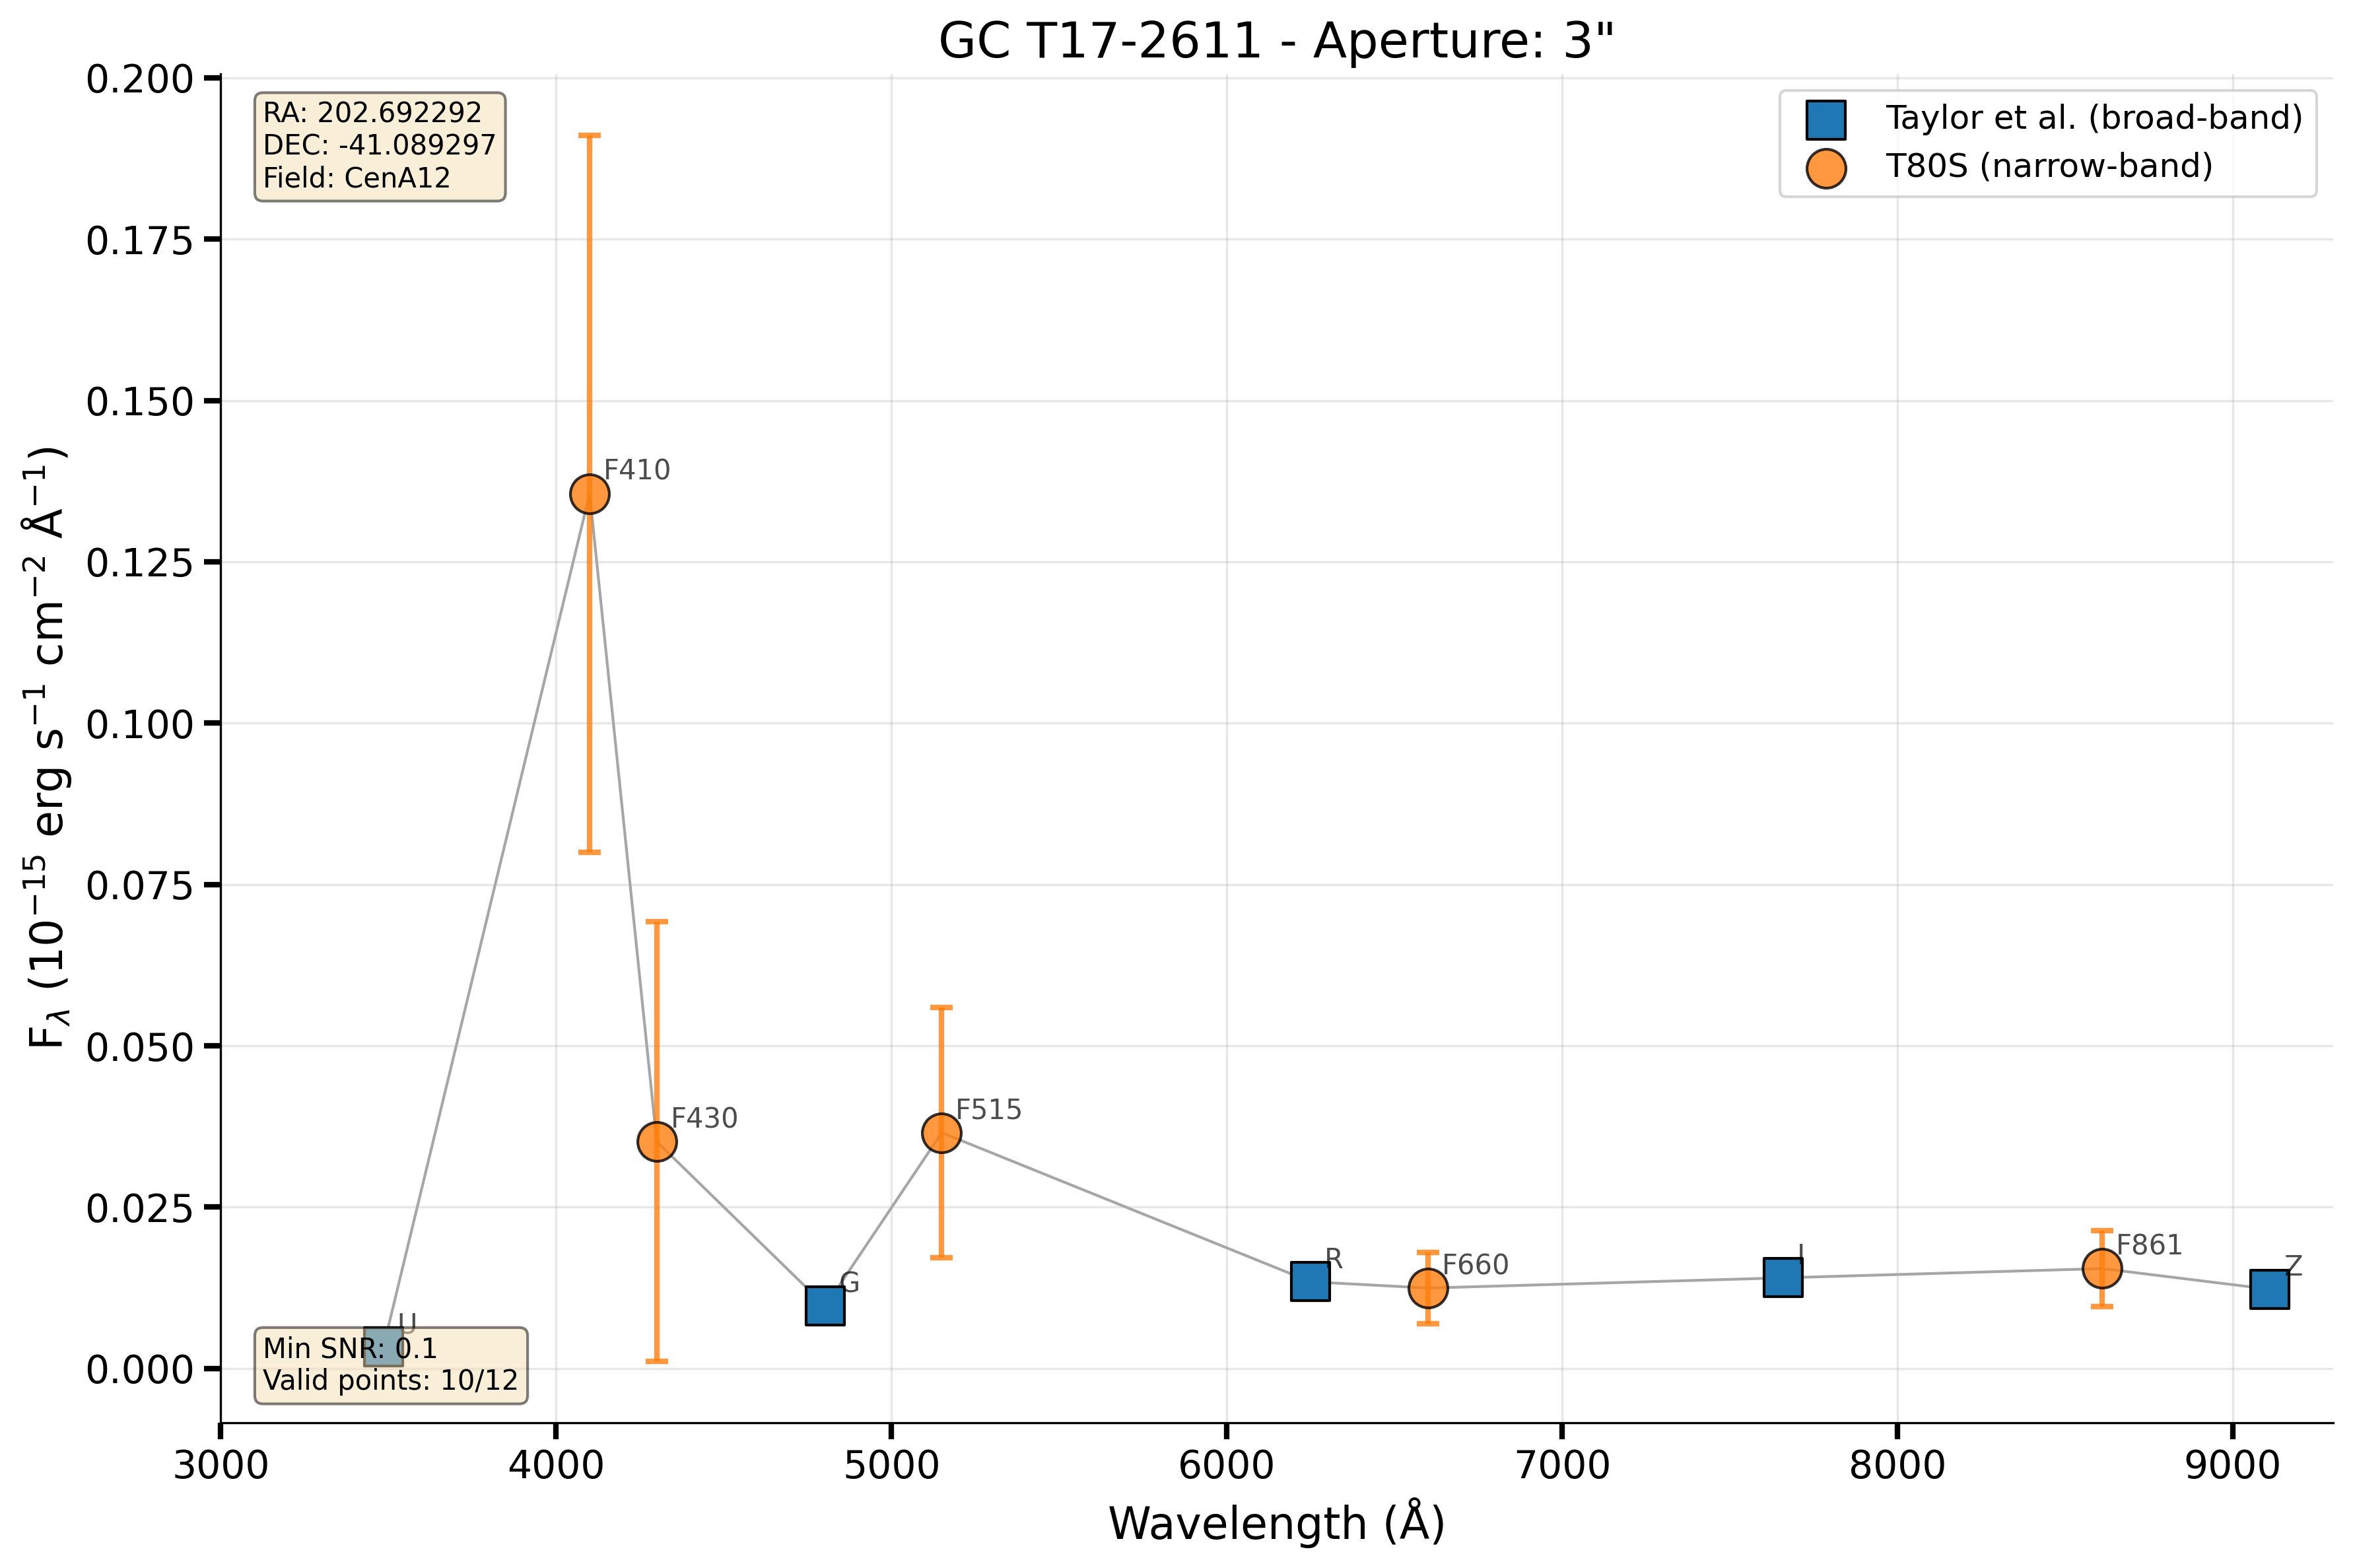 GC T17-2611 - Aperture: 3"
RA: 202.692292
DEC: -41.089297
Field: CenA12
Taylor et al. (broad-band)
T80S (narrow-band)
F_λ (10⁻¹⁵ erg s⁻¹ cm⁻² Å⁻¹)
0.200
0.175
0.150
0.125
0.100
0.075
0.050
0.025
0.000
F410
F430
F515
U
G
R
F660
I
F861
Z
Min SNR: 0.1
Valid points: 10/12
3000 4000 5000 6000 7000 8000 9000
Wavelength (Å)